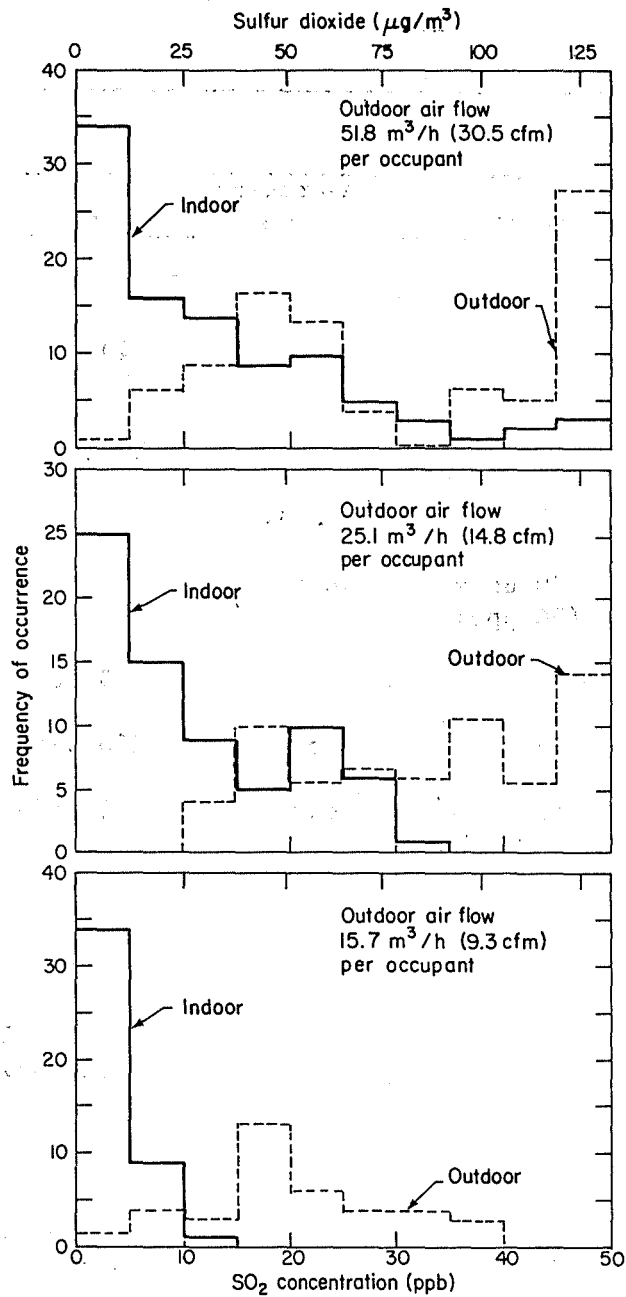 Sulfur dioxide (μg/m³)
0 25 50 75 100 125
40
30
20
10
0
Outdoor air flow
51.8 m³/h (30.5 cfm)
per occupant
Indoor
Outdoor
30
25
20
15
10
5
0
Outdoor air flow
25.1 m³/h (14.8 cfm)
per occupant
Indoor
Outdoor
Frequency of occurrence
40
30
20
10
0
Outdoor air flow
15.7 m³/h (9.3 cfm)
per occupant
Indoor
Outdoor
0 10 20 30 40 50
SO₂ concentration (ppb)